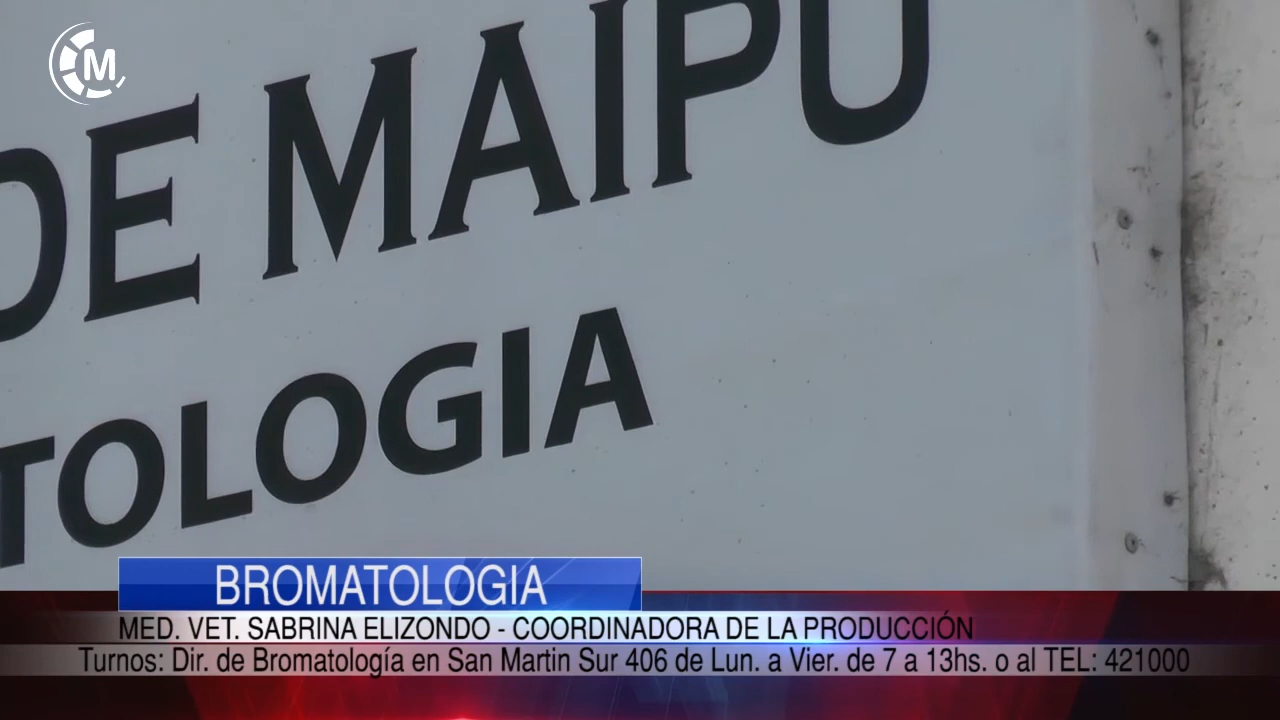 M
DE MAIPU
TOLOGIA
BROMATOLOGIA
MED. VET. SABRINA ELIZONDO - COORDINADORA DE LA PRODUCCIÓN
Turnos: Dir. de Bromatología en San Martin Sur 406 de Lun. a Vier. de 7 a 13hs. o al TEL: 421000